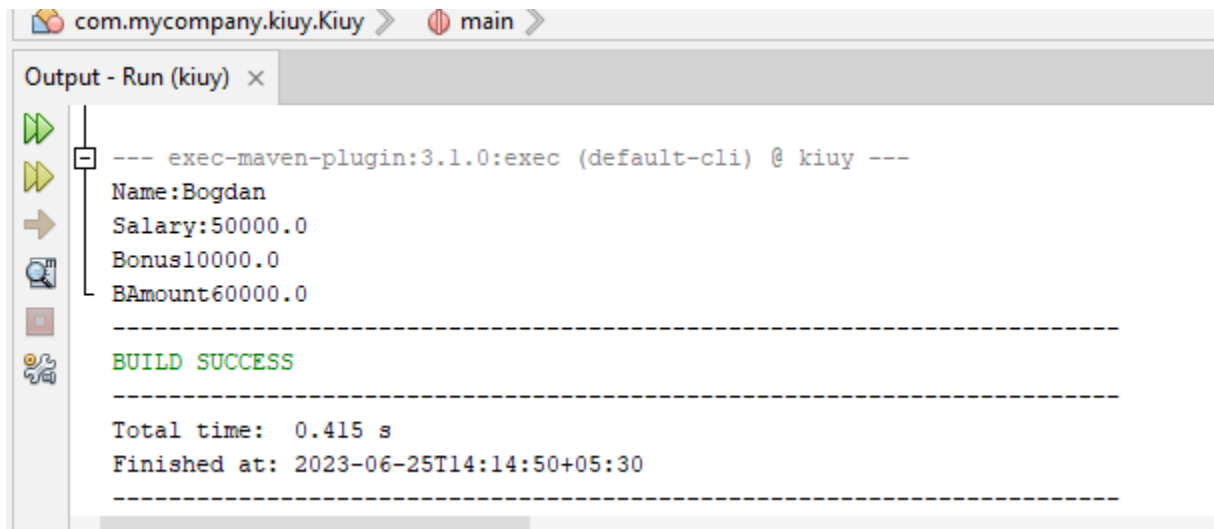 com.mycompany.kiuy.Kiuy main
Output - Run (kiuy) ×
--- exec-maven-plugin:3.1.0:exec (default-cli) @ kiuy ---
Name:Bogdan
Salary:50000.0
Bonus10000.0
BAmount60000.0
------------------------------------------------------------------------
BUILD SUCCESS
------------------------------------------------------------------------
Total time:  0.415 s
Finished at: 2023-06-25T14:14:50+05:30
------------------------------------------------------------------------